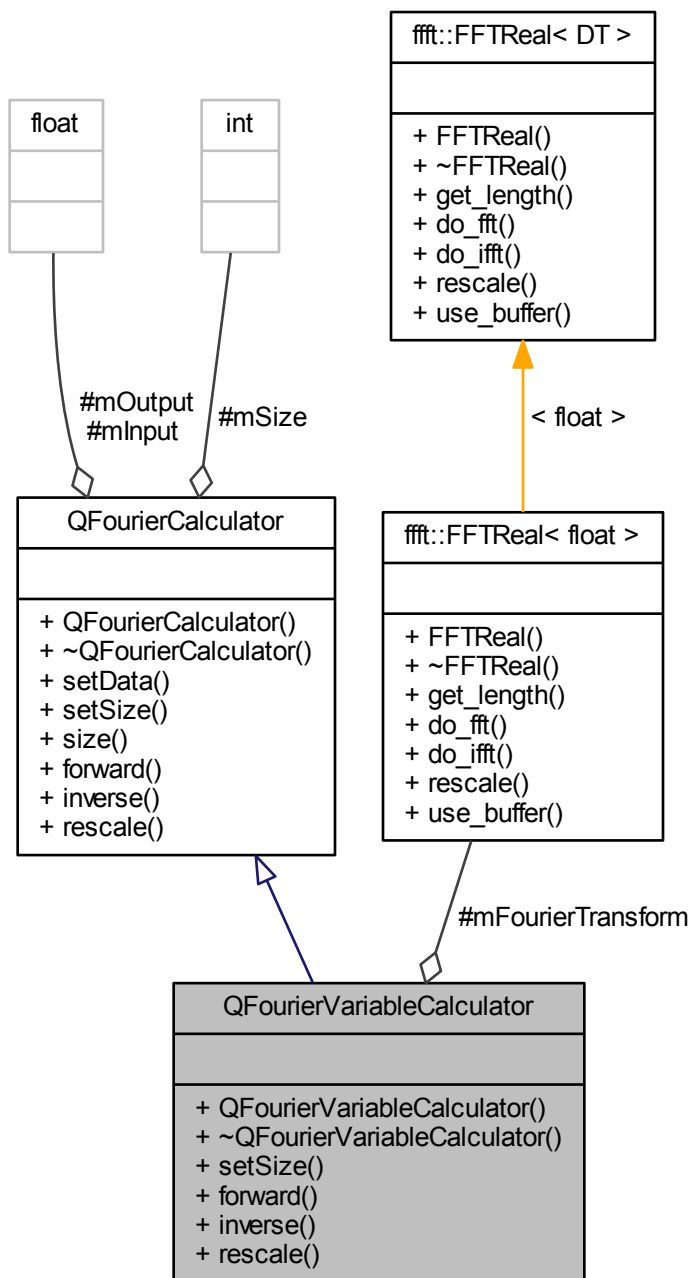 ffft::FFTReal< DT >
+ FFTReal()
+ ~FFTReal()
+ get_length()
+ do_fft()
+ do_ifft()
+ rescale()
+ use_buffer()
float
int
#mOutput
#mInput
#mSize
< float >
QFourierCalculator
+ QFourierCalculator()
+ ~QFourierCalculator()
+ setData()
+ setSize()
+ size()
+ forward()
+ inverse()
+ rescale()
ffft::FFTReal< float >
+ FFTReal()
+ ~FFTReal()
+ get_length()
+ do_fft()
+ do_ifft()
+ rescale()
+ use_buffer()
#mFourierTransform
QFourierVariableCalculator
+ QFourierVariableCalculator()
+ ~QFourierVariableCalculator()
+ setSize()
+ forward()
+ inverse()
+ rescale()